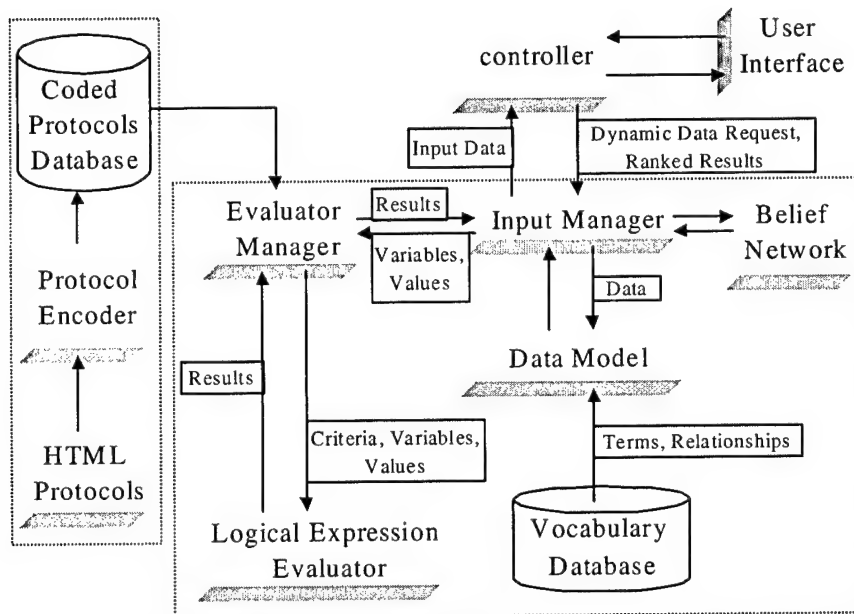 User
Interface
controller
Coded
Protocols
Database
Input Data
Dynamic Data Request,
Ranked Results
Evaluator
Manager
Results
Variables,
Values
Input Manager
Belief
Network
Protocol
Encoder
Data
Data Model
Results
Criteria, Variables,
Values
Terms, Relationships
HTML
Protocols
Logical Expression
Evaluator
Vocabulary
Database